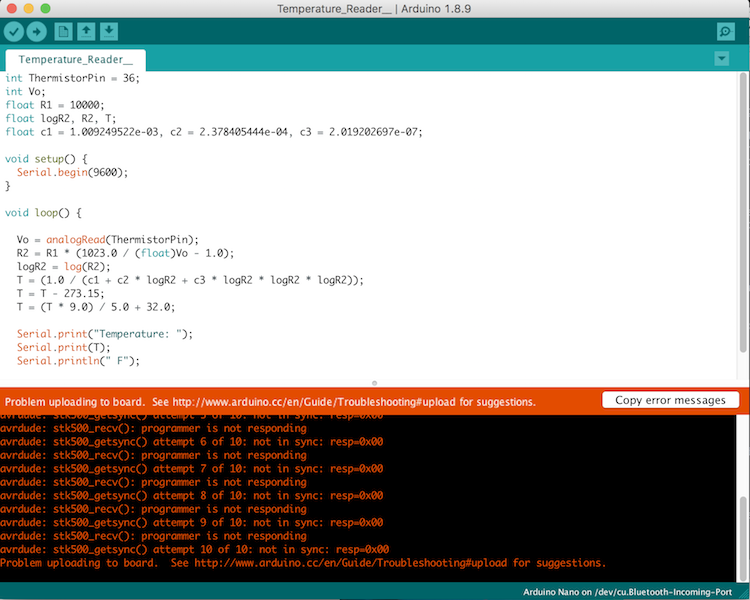 Temperature_Reader__ | Arduino 1.8.9
Temperature_Reader__
int ThermistorPin = 36;
int Vo;
float R1 = 10000;
float logR2, R2, T;
float c1 = 1.009249522e-03, c2 = 2.378405444e-04, c3 = 2.019202697e-07;
void setup() {
Serial.begin(9600);
}
void loop() {
Vo = analogRead(ThermistorPin);
R2 = R1 * (1023.0 / (float)Vo - 1.0);
logR2 = log(R2);
T = (1.0 / (c1 + c2 * logR2 + c3 * logR2 * logR2 * logR2));
T = T - 273.15;
T = (T * 9.0) / 5.0 + 32.0;
Serial.print("Temperature: ");
Serial.print(T);
Serial.println(" F");
Problem uploading to board. See http://www.arduino.cc/en/Guide/Troubleshooting#upload for suggestions.
Copy error messages
avrdude: stk500_getsync() attempt 5 of 10: not in sync: resp=0x00
avrdude: stk500_recv(): programmer is not responding
avrdude: stk500_getsync() attempt 6 of 10: not in sync: resp=0x00
avrdude: stk500_recv(): programmer is not responding
avrdude: stk500_getsync() attempt 7 of 10: not in sync: resp=0x00
avrdude: stk500_recv(): programmer is not responding
avrdude: stk500_getsync() attempt 8 of 10: not in sync: resp=0x00
avrdude: stk500_recv(): programmer is not responding
avrdude: stk500_getsync() attempt 9 of 10: not in sync: resp=0x00
avrdude: stk500_recv(): programmer is not responding
avrdude: stk500_getsync() attempt 10 of 10: not in sync: resp=0x00
Problem uploading to board. See http://www.arduino.cc/en/Guide/Troubleshooting#upload for suggestions.
Arduino Nano on /dev/cu.Bluetooth-Incoming-Port